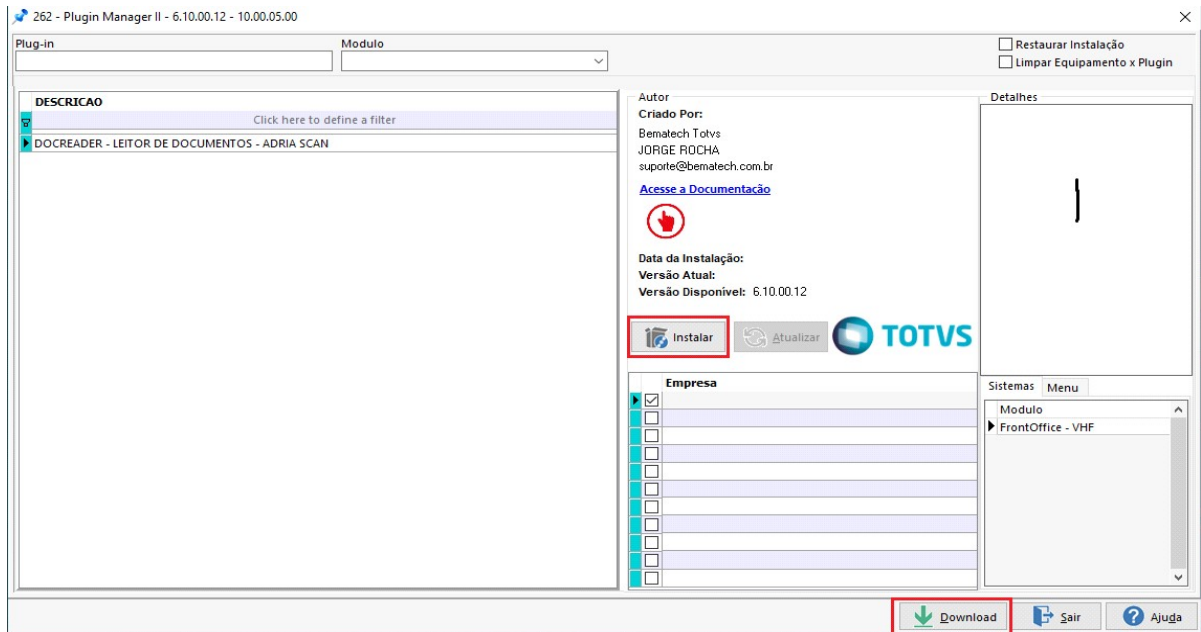 262 - Plugin Manager II - 6.10.00.12 - 10.00.05.00
Plug-in
Modulo
Restaurar Instalação
Limpar Equipamento x Plugin
DESCRICAO
Click here to define a filter
DOCREADER - LEITOR DE DOCUMENTOS - ADRIA SCAN
Autor
Criado Por:
Bematech Totvs
JORGE ROCHA
suporte@bematech.com.br
Acesse a Documentacão
Data da Instalação:
Versão Atual:
Versão Disponível: 6.10.00.12
Instalar
Atualizar
TOTVS
Empresa
Detalhes
Sistemas
Menu
Modulo
FrontOffice - VHF
Download
Sair
Ajuda